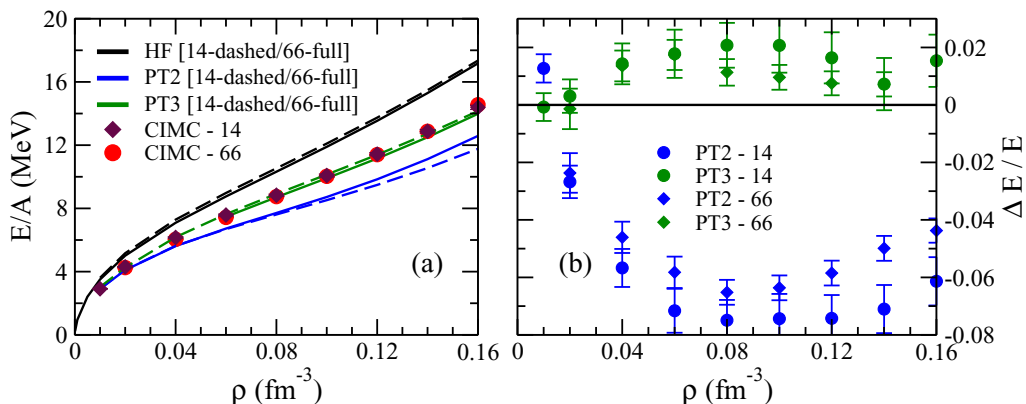 20
16
12
8
4
0
E/A (MeV)
HF [14-dashed/66-full]
PT2 [14-dashed/66-full]
PT3 [14-dashed/66-full]
CIMC - 14
CIMC - 66
(a)
0 0.04 0.08 0.12 0.16
ρ (fm⁻³)
(b)
PT2 - 14
PT3 - 14
PT2 - 66
PT3 - 66
0.04 0.08 0.12 0.16
ρ (fm⁻³)
0.02
0
-0.02
-0.04
-0.06
-0.08
Δ E / E